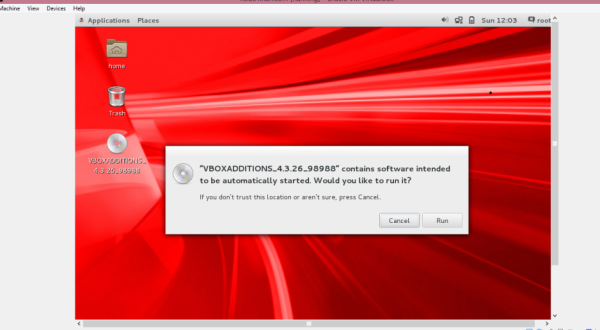 Machine View Devices Help
Applications Places Sun 12:03 root
home
Trash
VBOXADDITIONS_
4.3.26_98988
"VBOXADDITIONS_4.3.26_98988" contains software intended
to be automatically started. Would you like to run it?
If you don't trust this location or aren't sure, press Cancel.
Cancel Run